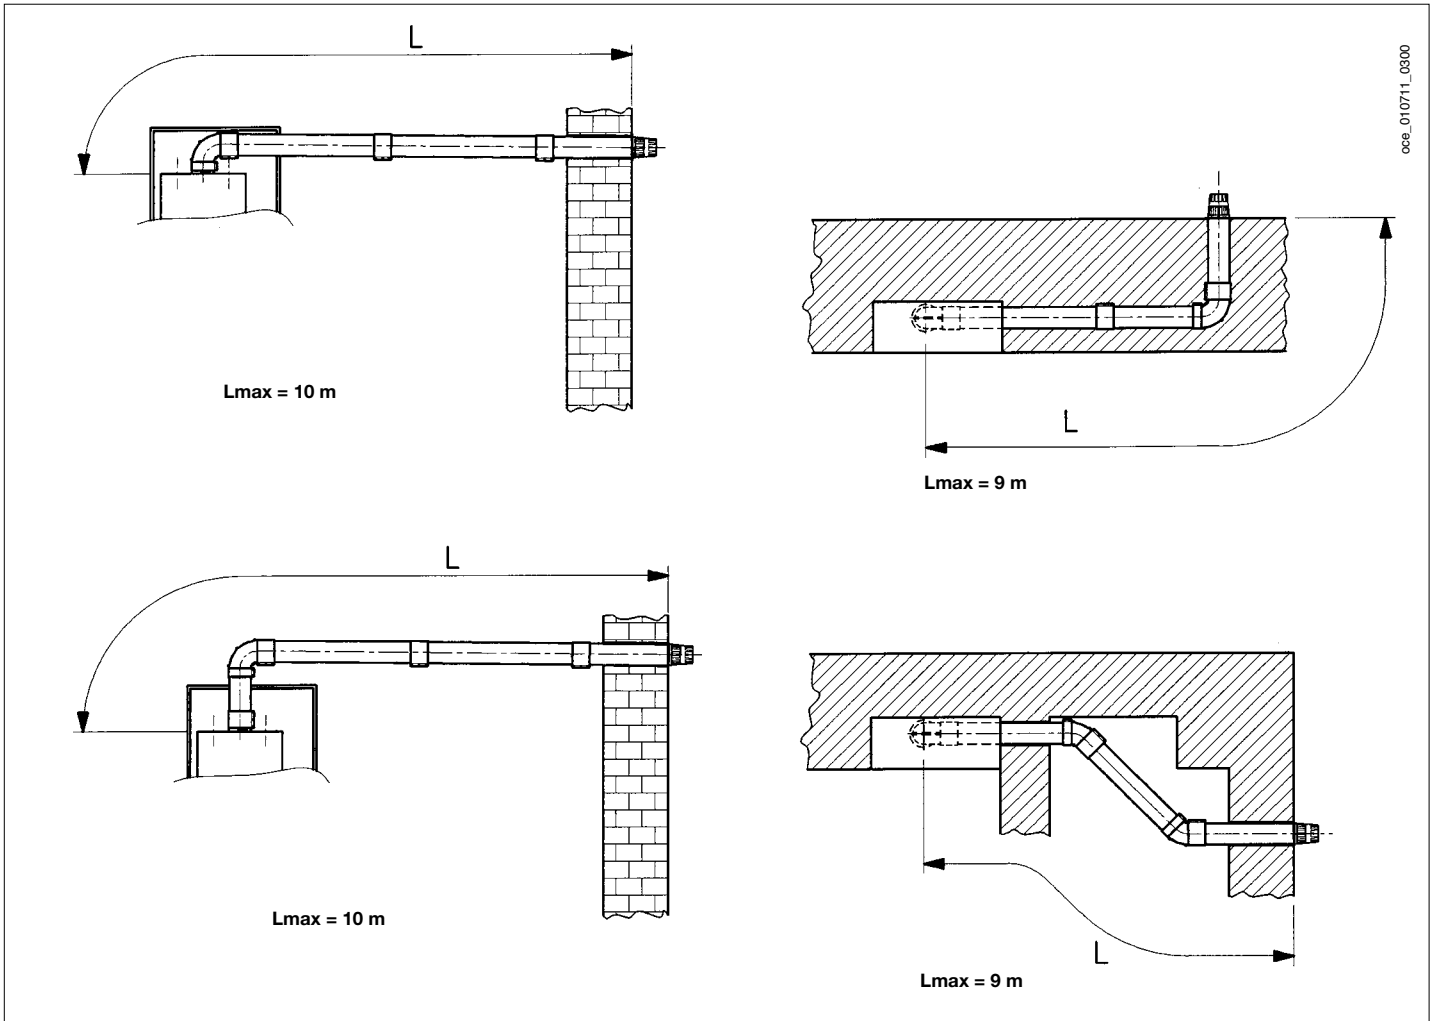 L
Lmax = 10 m
oce_010711_0300
L
Lmax = 9 m
L
Lmax = 10 m
L
Lmax = 9 m